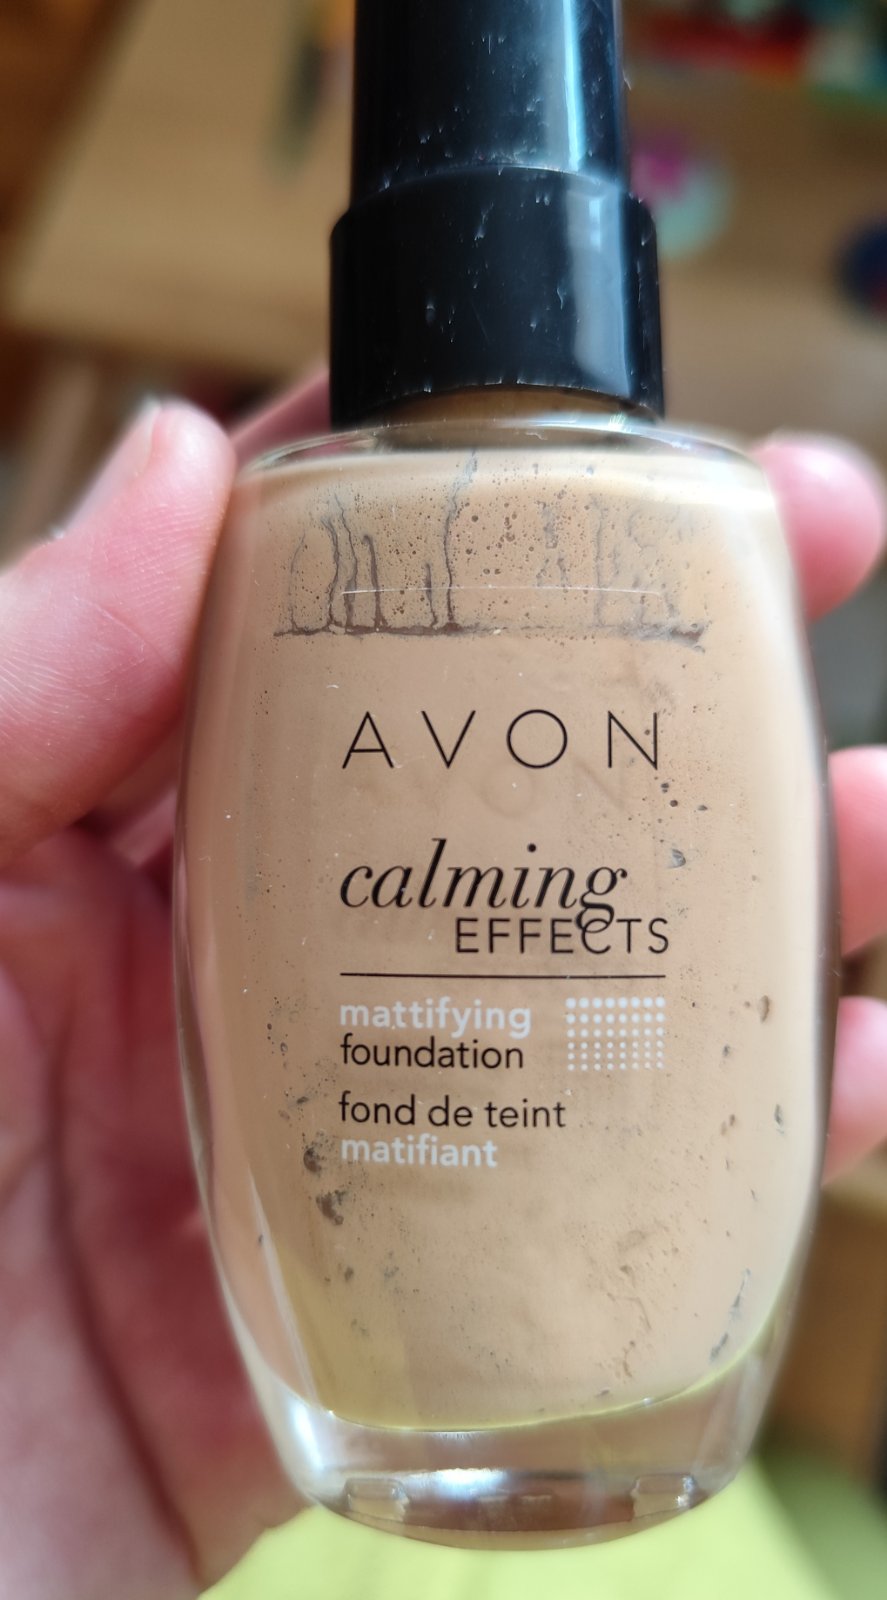 AVON
calming
EFFECTS
mattifying
foundation
fond de teint
matifiant